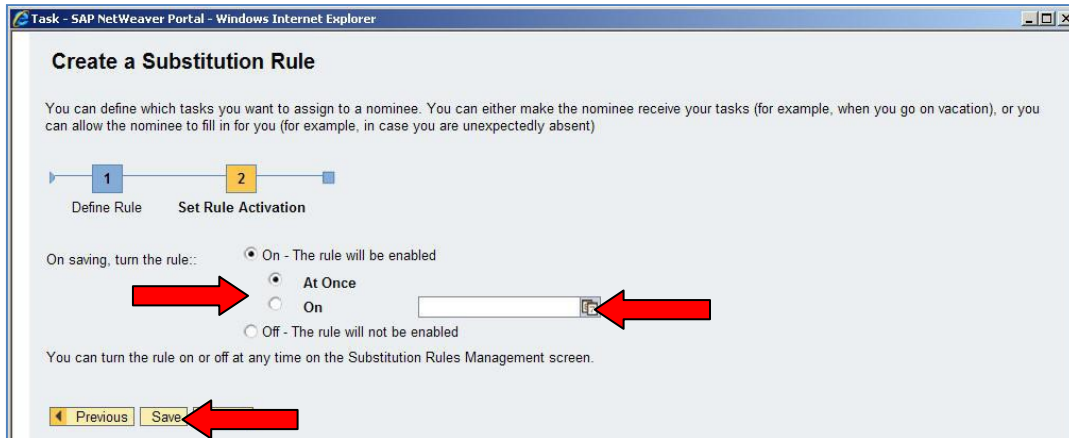 Task - SAP NetWeaver Portal - Windows Internet Explorer
Create a Substitution Rule
You can define which tasks you want to assign to a nominee. You can either make the nominee receive your tasks (for example, when you go on vacation), or you
can allow the nominee to fill in for you (for example, in case you are unexpectedly absent)
1 2
Define Rule Set Rule Activation
On saving, turn the rule:: On - The rule will be enabled
At Once
On
Off - The rule will not be enabled
You can turn the rule on or off at any time on the Substitution Rules Management screen.
Previous Save